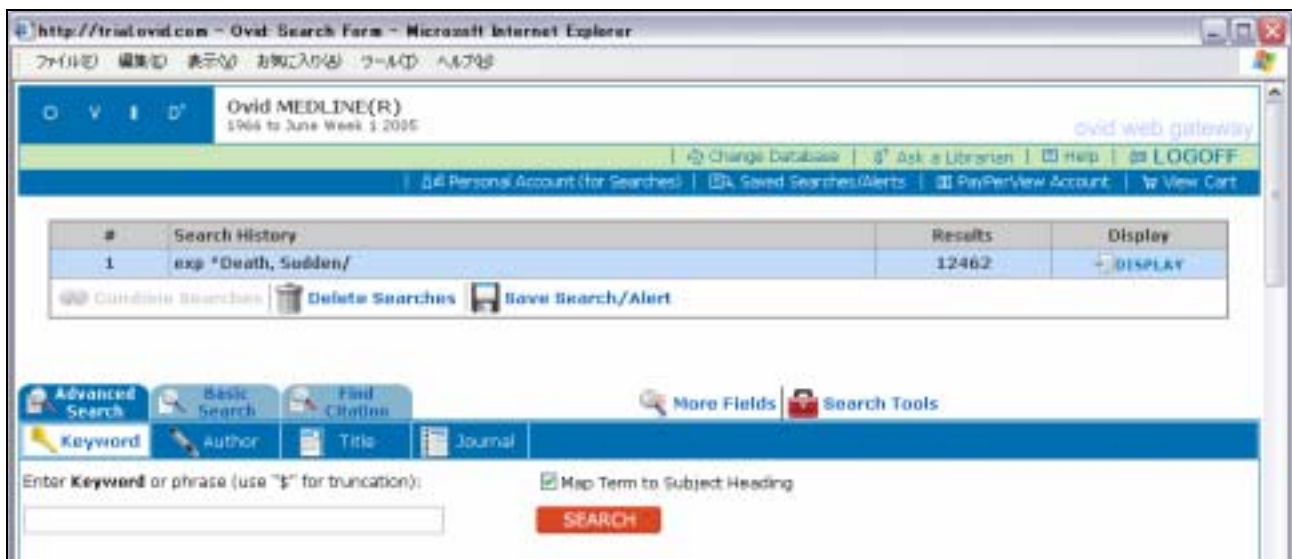 http://trial.ovid.com - Ovid: Search Form - Microsoft Internet Explorer
ファイル(F) 編集(E) 表示(V) お気に入り(A) ツール(T) ヘルプ(H)
O V I D®
Ovid MEDLINE(R)
1966 to June Week 1 2005
ovid web gateway
| Change Database | Ask a Librarian | Help | LOGOFF
| Personal Account (for Searches) | Saved Searches/Alerts | PayPerView Account | View Cart
# Search History Results Display
1 exp *Death, Sudden/ 12462 DISPLAY
Combine Searches Delete Searches Save Search/Alert
Advanced Search Basic Search Find Citation More Fields Search Tools
Keyword Author Title Journal
Enter Keyword or phrase (use "$" for truncation): Map Term to Subject Heading
SEARCH